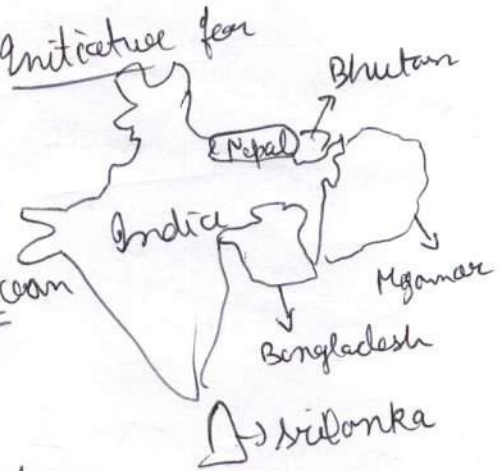 Initiative for
Bhutan
Nepal
India
Myanmar
Bangladesh
Srilanka